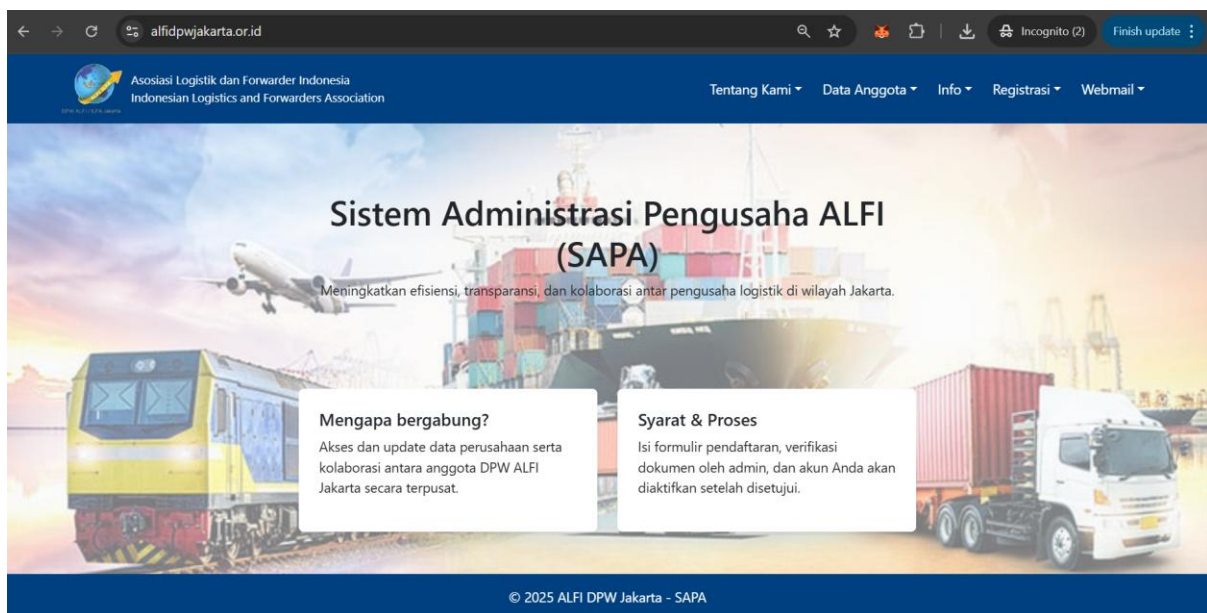 alfidpwjakarta.or.id
Incognito (2)
Finish update
Asosiasi Logistik dan Forwarder Indonesia
Indonesian Logistics and Forwarders Association
Tentang Kami
Data Anggota
Info
Registrasi
Webmail
Sistem Administrasi Pengusaha ALFI
(SAPA)
Meningkatkan efisiensi, transparansi, dan kolaborasi antar pengusaha logistik di wilayah Jakarta.
Mengapa bergabung?
Akses dan update data perusahaan serta
kolaborasi antara anggota DPW ALFI
Jakarta secara terpusat.
Syarat & Proses
Isi formulir pendaftaran, verifikasi
dokumen oleh admin, dan akun Anda akan
diaktifkan setelah disetujui.
© 2025 ALFI DPW Jakarta - SAPA